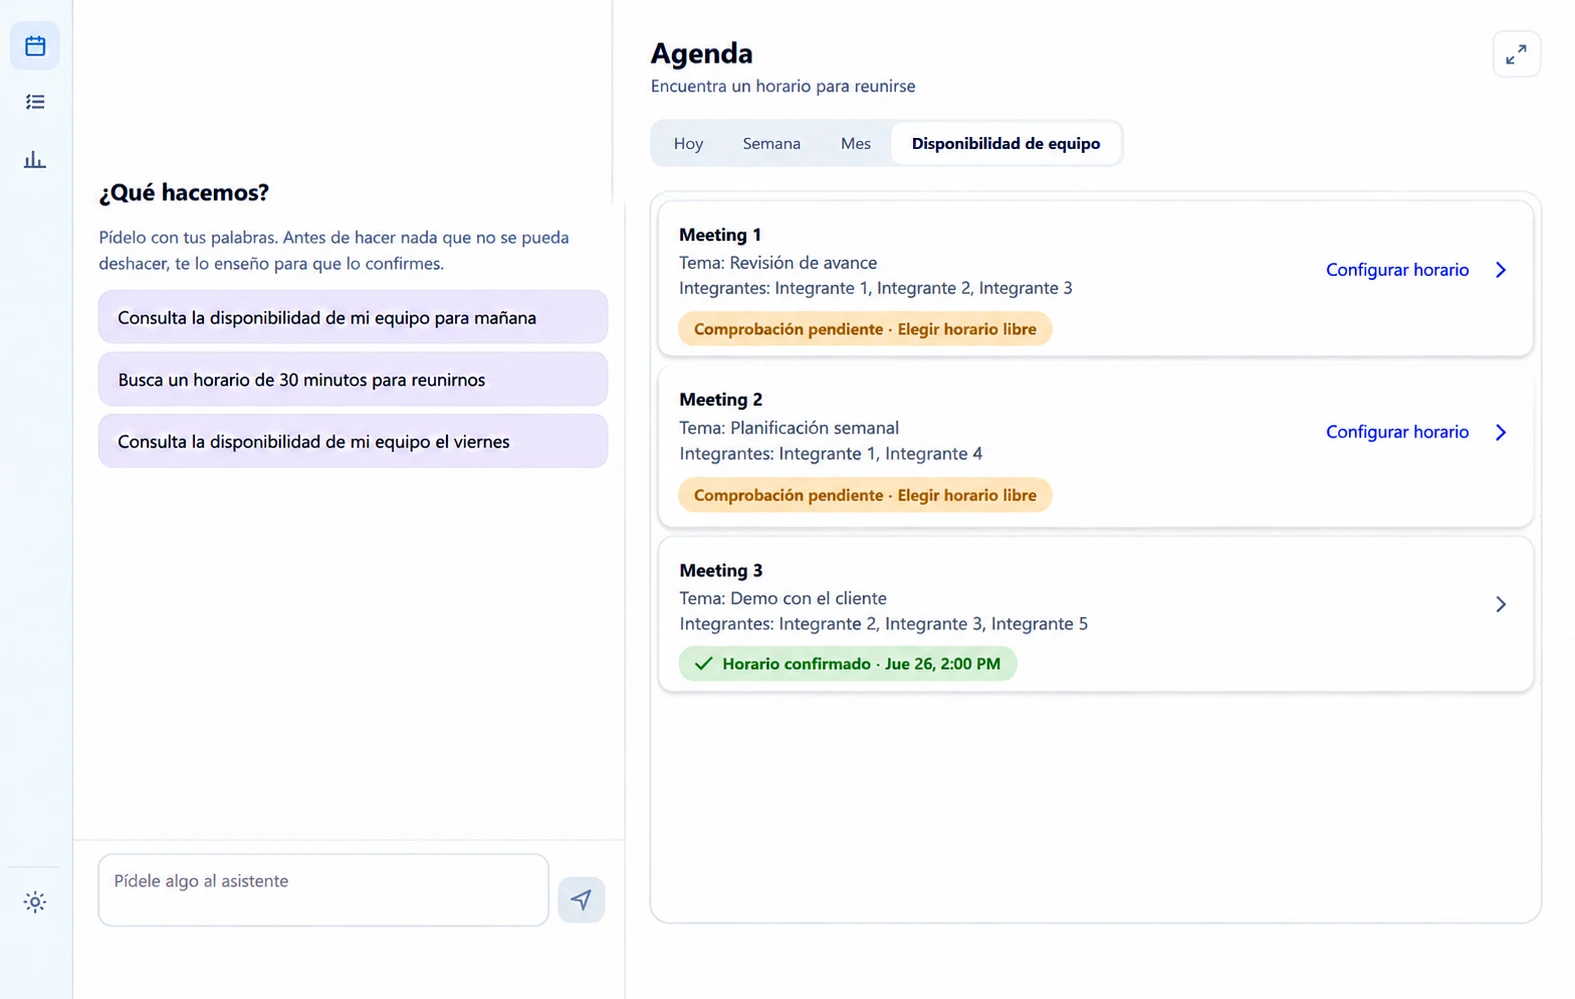 ¿Qué hacemos?
Pídelo con tus palabras. Antes de hacer nada que no se pueda
deshacer, te lo enseño para que lo confirmes.
Consulta la disponibilidad de mi equipo para mañana
Busca un horario de 30 minutos para reunirnos
Consulta la disponibilidad de mi equipo el viernes
Pídele algo al asistente
Agenda
Encuentra un horario para reunirse
Hoy
Semana
Mes
Disponibilidad de equipo
Meeting 1
Tema: Revisión de avance
Integrantes: Integrante 1, Integrante 2, Integrante 3
Comprobación pendiente · Elegir horario libre
Configurar horario
Meeting 2
Tema: Planificación semanal
Integrantes: Integrante 1, Integrante 4
Comprobación pendiente · Elegir horario libre
Configurar horario
Meeting 3
Tema: Demo con el cliente
Integrantes: Integrante 2, Integrante 3, Integrante 5
Horario confirmado · Jue 26, 2:00 PM